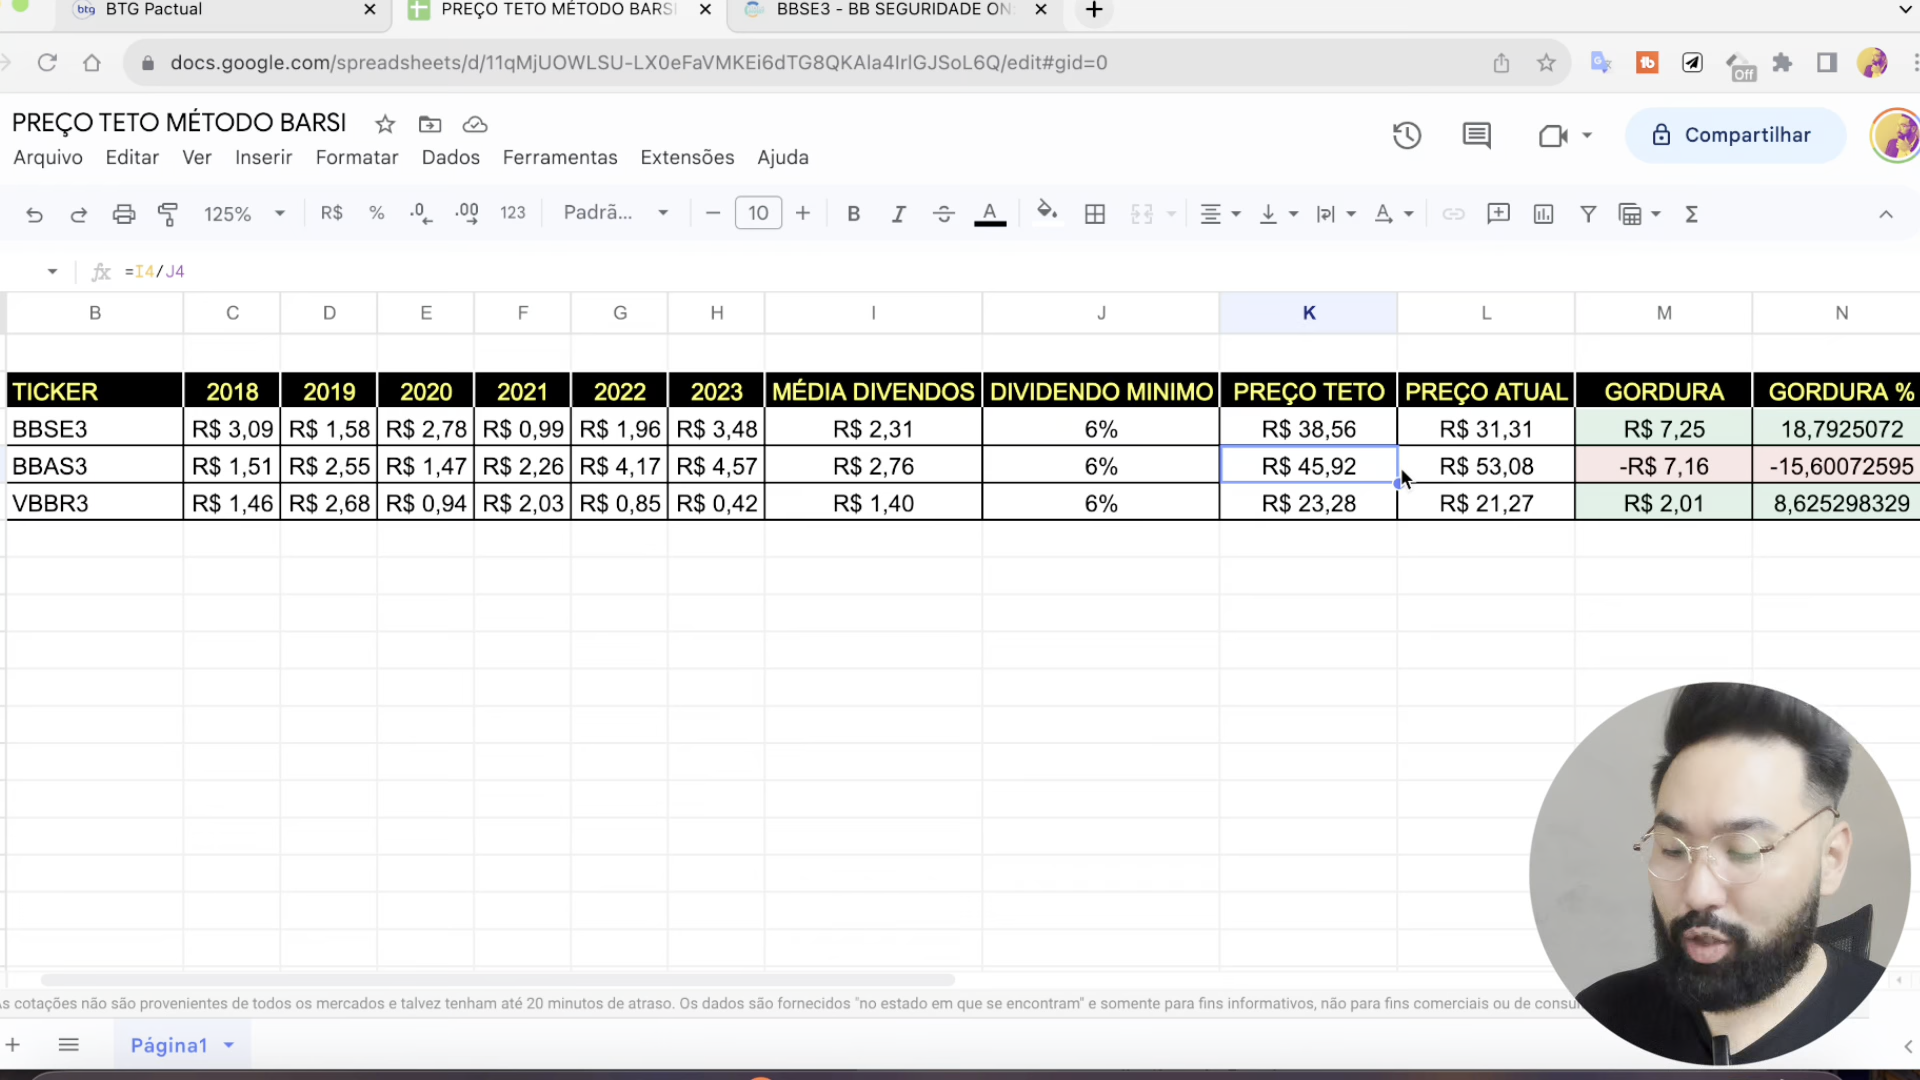 btg BTG Pactual
PREÇO TETO MÉTODO BARSI
BBSE3 - BB SEGURIDADE ON
docs.google.com/spreadsheets/d/11qMjUOWLSU-LX0eFaVMKEi6dTG8QKAla4IrlGJSoL6Q/edit#gid=0
tb
Off
PREÇO TETO MÉTODO BARSI
Arquivo Editar Ver Inserir Formatar Dados Ferramentas Extensões Ajuda
Compartilhar
125% R$ % .0 .00 123 Padrã... 10 B I A Σ
fx =I4/J4
B C D E F G H I J K L M N
TICKER 2018 2019 2020 2021 2022 2023 MÉDIA DIVENDOS DIVIDENDO MINIMO PREÇO TETO PREÇO ATUAL GORDURA GORDURA %
BBSE3 R$ 3,09 R$ 1,58 R$ 2,78 R$ 0,99 R$ 1,96 R$ 3,48 R$ 2,31 6% R$ 38,56 R$ 31,31 R$ 7,25 18,7925072
BBAS3 R$ 1,51 R$ 2,55 R$ 1,47 R$ 2,26 R$ 4,17 R$ 4,57 R$ 2,76 6% R$ 45,92 R$ 53,08 -R$ 7,16 -15,60072595
VBBR3 R$ 1,46 R$ 2,68 R$ 0,94 R$ 2,03 R$ 0,85 R$ 0,42 R$ 1,40 6% R$ 23,28 R$ 21,27 R$ 2,01 8,625298329
s cotações não são provenientes de todos os mercados e talvez tenham até 20 minutos de atraso. Os dados são fornecidos "no estado em que se encontram" e somente para fins informativos, não para fins comerciais ou de consu
Página1